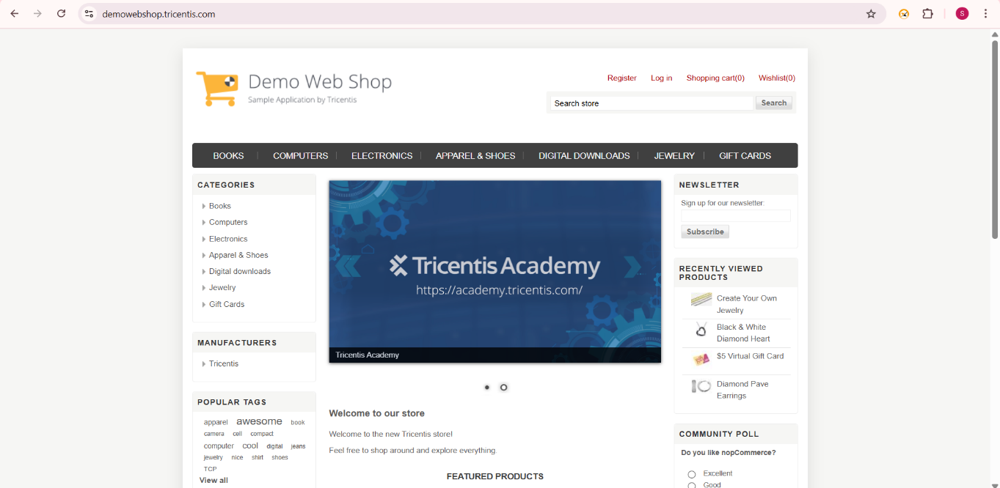 demowebshop.tricentis.com
S
Demo Web Shop
Sample Application by Tricentis
Register Log in Shopping cart(0) Wishlist(0)
Search store Search
BOOKS COMPUTERS ELECTRONICS APPAREL & SHOES DIGITAL DOWNLOADS JEWELRY GIFT CARDS
CATEGORIES
Books
Computers
Electronics
Apparel & Shoes
Digital downloads
Jewelry
Gift Cards
MANUFACTURERS
Tricentis
POPULAR TAGS
apparel awesome book
camera cell compact
computer cool digital jeans
jewelry nice shirt shoes
TCP
View all
Tricentis Academy
https://academy.tricentis.com/
Tricentis Academy
Welcome to our store
Welcome to the new Tricentis store!
Feel free to shop around and explore everything.
FEATURED PRODUCTS
NEWSLETTER
Sign up for our newsletter:
Subscribe
RECENTLY VIEWED
PRODUCTS
Create Your Own
Jewelry
Black & White
Diamond Heart
$5 Virtual Gift Card
Diamond Pave
Earrings
COMMUNITY POLL
Do you like nopCommerce?
Excellent
Good